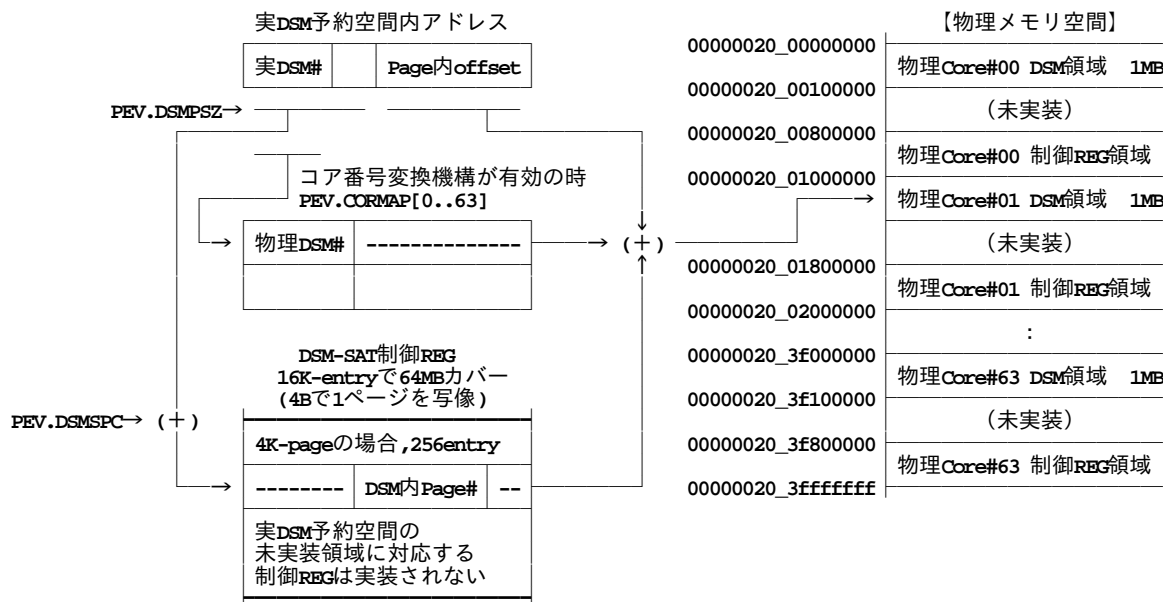 実DSM予約空間内アドレス
実DSM#
Page内offset
PEV.DSMPSZ→
コア番号変換機構が有効の時
PEV.CORMAP[0..63]
物理DSM#
--------------
(+)
DSM-SAT制御REG
16K-entryで64MBカバー
(4Bで1ページを写像)
PEV.DSMSPC→ (+)
4K-pageの場合,256entry
-------- DSM内Page# --
実DSM予約空間の
未実装領域に対応する
制御REGは実装されない
【物理メモリ空間】
00000020_00000000
物理Core#00 DSM領域 1MB
00000020_00100000
(未実装)
00000020_00800000
物理Core#00 制御REG領域
00000020_01000000
物理Core#01 DSM領域 1MB
(未実装)
00000020_01800000
物理Core#01 制御REG領域
00000020_02000000
:
00000020_3f000000
物理Core#63 DSM領域 1MB
00000020_3f100000
(未実装)
00000020_3f800000
物理Core#63 制御REG領域
00000020_3fffffff